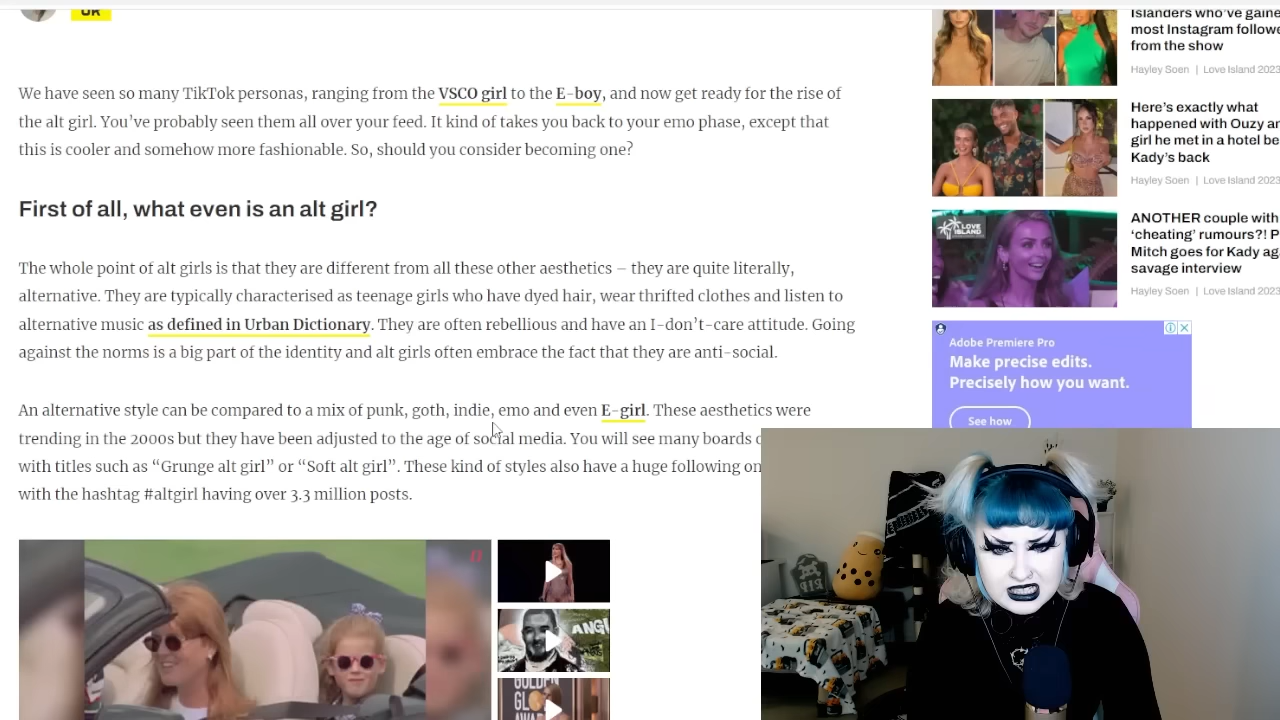 UR
We have seen so many TikTok personas, ranging from the VSCO girl to the E-boy, and now get ready for the rise of
the alt girl. You’ve probably seen them all over your feed. It kind of takes you back to your emo phase, except that
this is cooler and somehow more fashionable. So, should you consider becoming one?
First of all, what even is an alt girl?
The whole point of alt girls is that they are different from all these other aesthetics – they are quite literally,
alternative. They are typically characterised as teenage girls who have dyed hair, wear thrifted clothes and listen to
alternative music as defined in Urban Dictionary. They are often rebellious and have an I-don’t-care attitude. Going
against the norms is a big part of the identity and alt girls often embrace the fact that they are anti-social.
An alternative style can be compared to a mix of punk, goth, indie, emo and even E-girl. These aesthetics were
trending in the 2000s but they have been adjusted to the age of social media. You will see many boards
with titles such as “Grunge alt girl” or “Soft alt girl”. These kind of styles also have a huge following on
with the hashtag #altgirl having over 3.3 million posts.
ANGI
GOLDEN
Islanders who’ve gaine
most Instagram followe
from the show
Hayley Soen | Love Island 2023
Here’s exactly what
happened with Ouzy an
girl he met in a hotel be
Kady’s back
Hayley Soen | Love Island 2023
LOVE
ISLAND
ANOTHER couple with
‘cheating’ rumours?! P
Mitch goes for Kady aga
savage interview
Hayley Soen | Love Island 2023
Adobe Premiere Pro
Make precise edits.
Precisely how you want.
See how
RIP